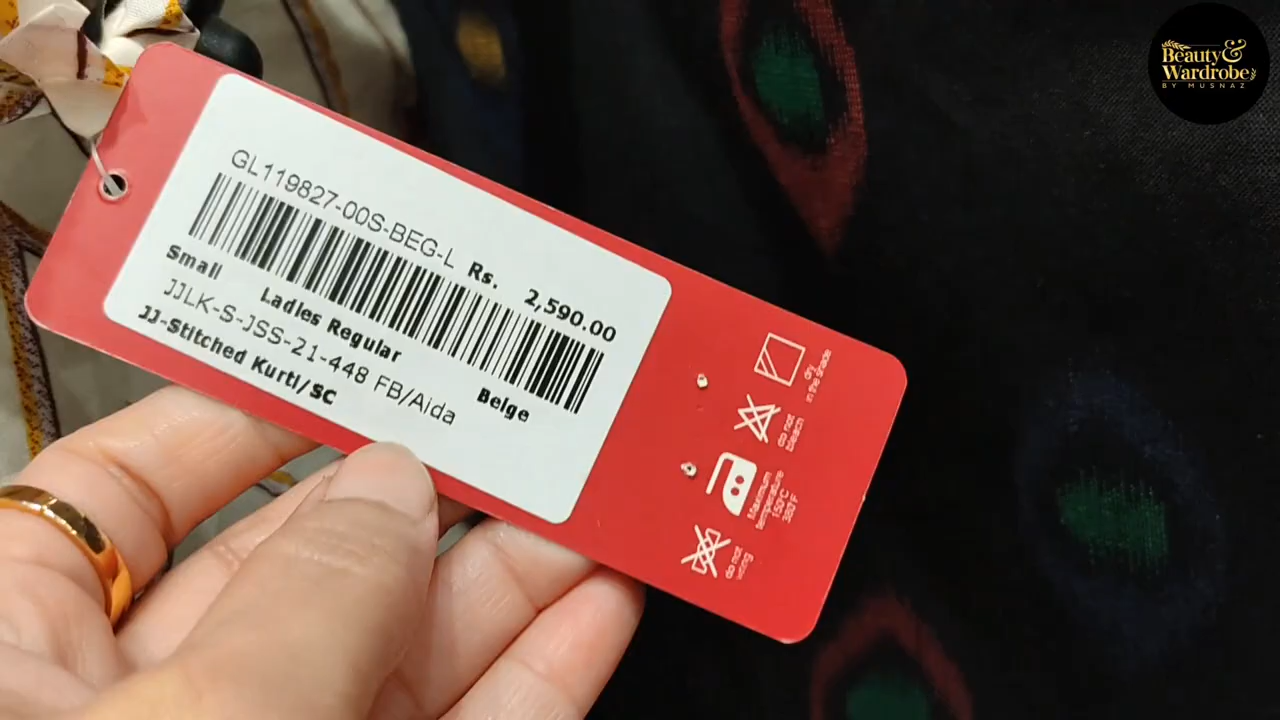 Beauty&
Wardrobe
BY MUSNAZ
GL119827-00S-BEG-L
Rs. 2,590.00
Small
Ladies Regular
Beige
JJLK-S-JSS-21-448 FB/Aida
JJ-Stitched Kurti/SC
dry
in the Shade
do not
bleach
Maximum
temperature
150°C
380°F
do not
wring